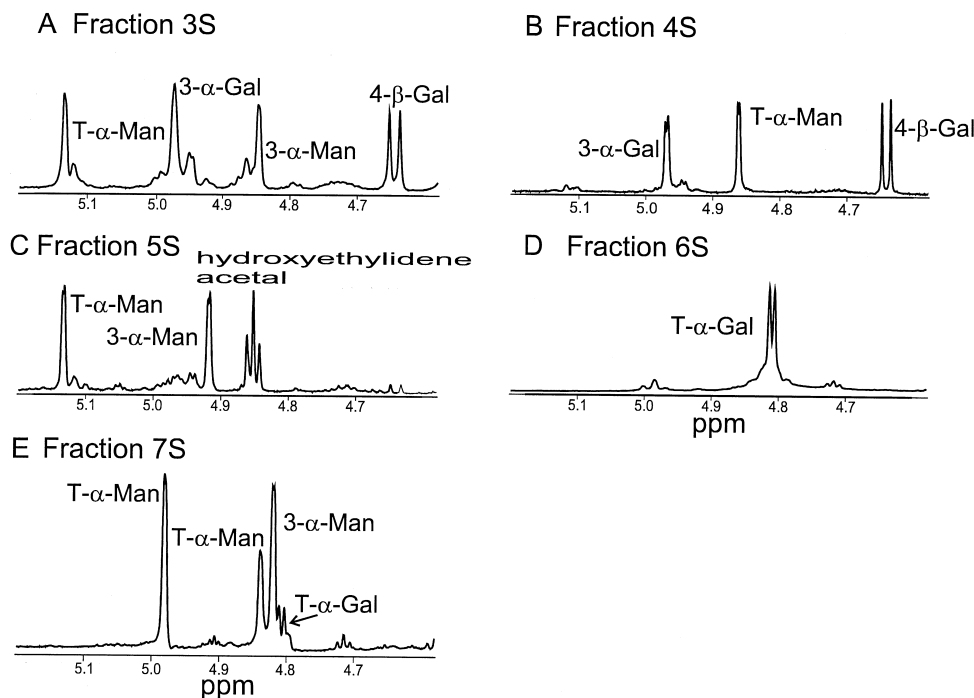 A Fraction 3S
3-α-Gal
4-β-Gal
T-α-Man
3-α-Man
5.1 5.0 4.9 4.8 4.7
B Fraction 4S
T-α-Man
3-α-Gal
4-β-Gal
5.1 5.0 4.9 4.8 4.7
C Fraction 5S
hydroxyethylidene
acetal
T-α-Man
3-α-Man
5.1 5.0 4.9 4.8 4.7
D Fraction 6S
T-α-Gal
5.1 5.0 4.9 4.8 4.7
ppm
E Fraction 7S
T-α-Man
T-α-Man
3-α-Man
T-α-Gal
5.1 5.0 4.9 4.8 4.7
ppm